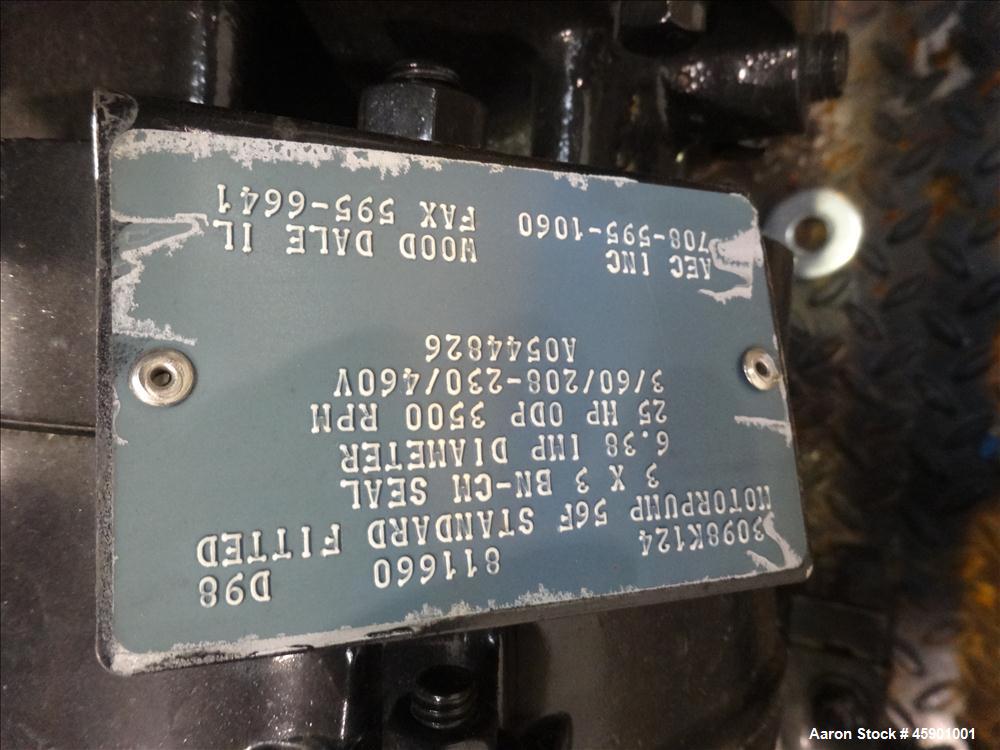 3098K124 811660 D98
MOTORPUMP 56F STANDARD FITTED
3 X 3 BN-CM SEAL
6.38 IMP DIAMETER
25 HP ODP 3500 RPM
3/60/208-230/460V
A0544826
AEC INC WOOD DALE IL
708-595-1060 FAX 595-6641
Aaron Stock # 45901001